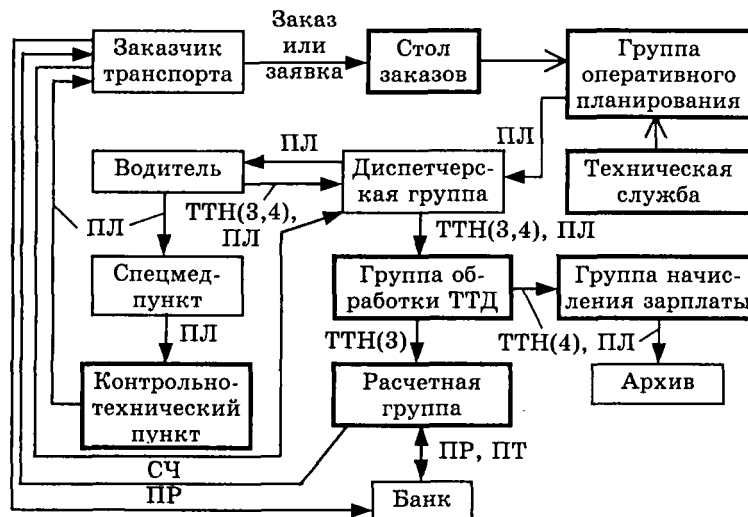 Заказчик
транспорта
Заказ
или
заявка
Стол
заказов
Группа
оперативного
планирования
ПЛ
ПЛ
Водитель
Диспетчерс-
кая группа
Техническая
служба
ТТН(3,4),
ПЛ
ПЛ
ТТН(3,4), ПЛ
Спецмед-
пункт
Группа об-
работки ТТД
Группа начис-
ления зарплаты
ПЛ
ТТН(3)
ТТН(4), ПЛ
Контрольно-
технический
пункт
Расчетная
группа
Архив
СЧ
ПР, ПТ
ПР
Банк